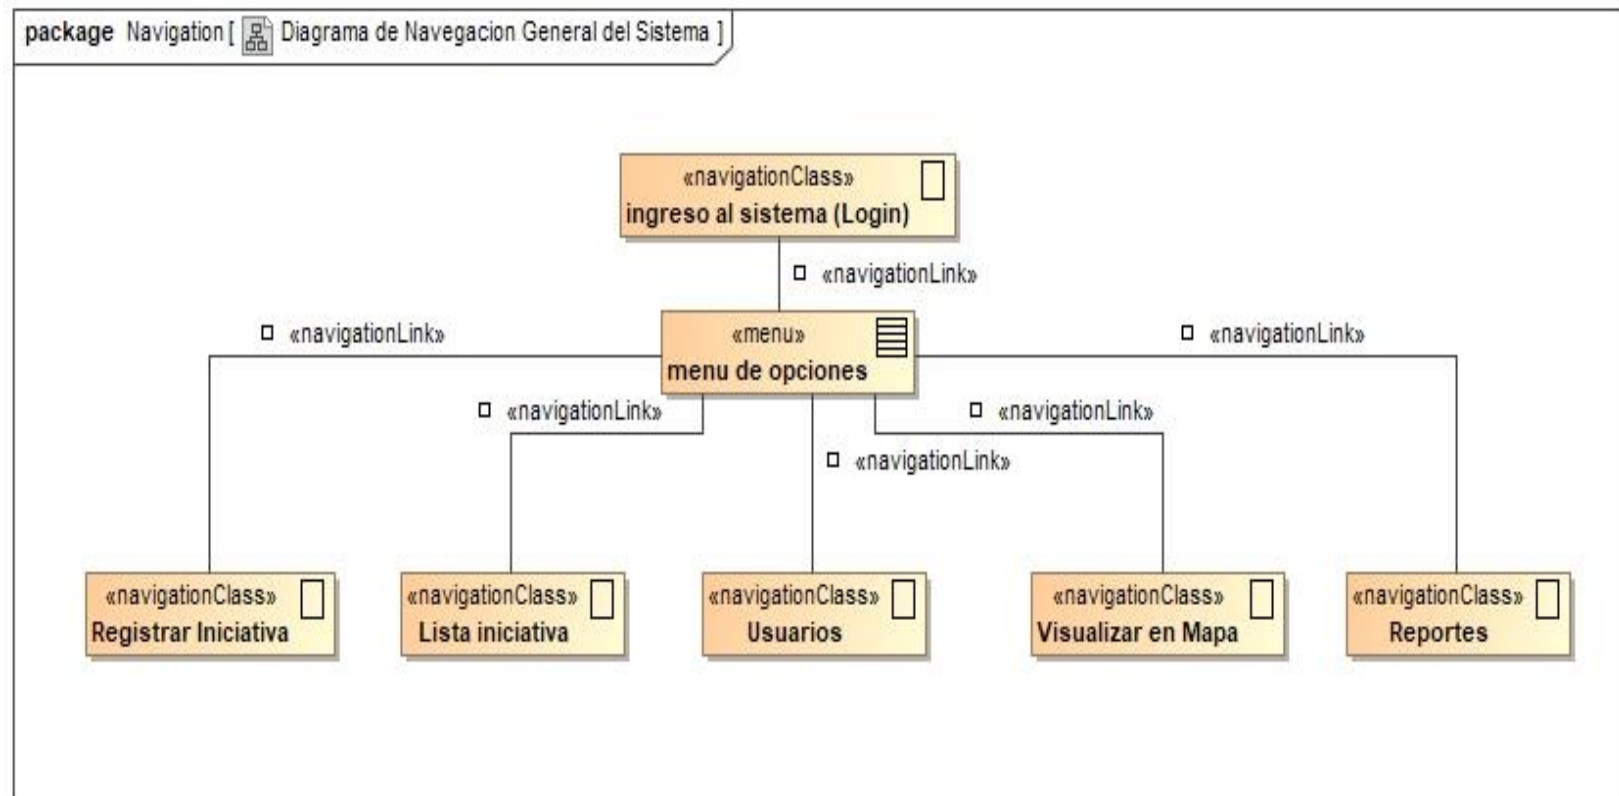 package Navigation [ Diagrama de Navegacion General del Sistema ]
«navigationClass»
ingreso al sistema (Login)
«navigationLink»
«menu»
menu de opciones
«navigationLink»
«navigationLink»
«navigationLink»
«navigationLink»
«navigationLink»
«navigationClass»
Registrar Iniciativa
«navigationClass»
Lista iniciativa
«navigationClass»
Usuarios
«navigationClass»
Visualizar en Mapa
«navigationClass»
Reportes